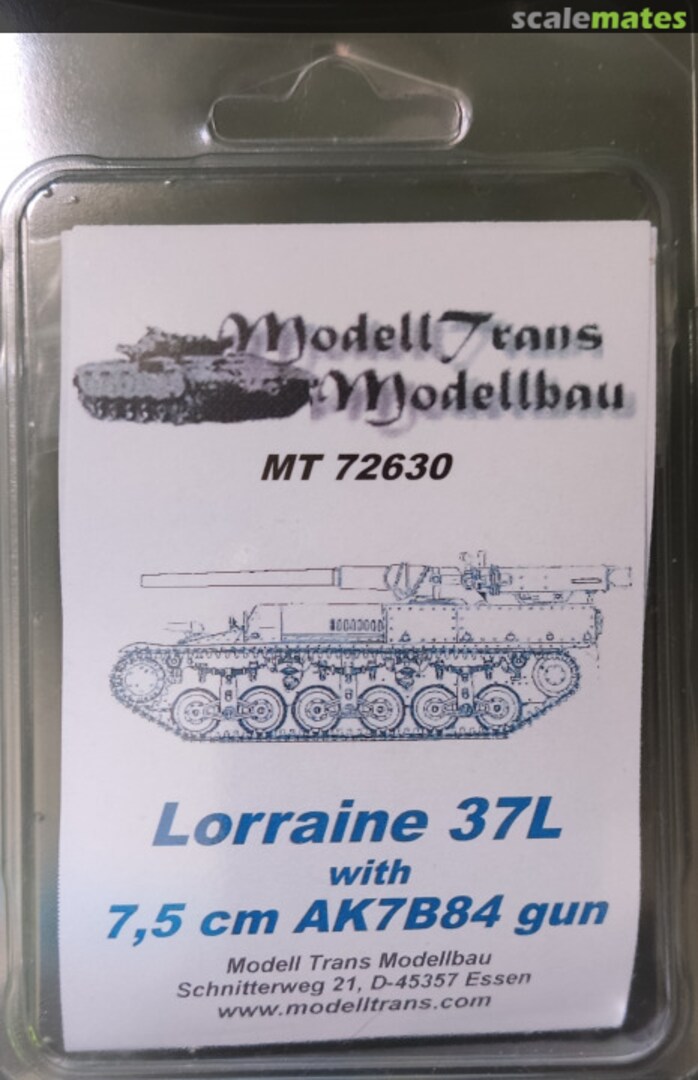 scalemates
ModellTrans
Modellbau
MT 72630
Lorraine 37L
with
7,5 cm AK7B84 gun
Modell Trans Modellbau
Schnitterweg 21, D-45357 Essen
www.modelltrans.com